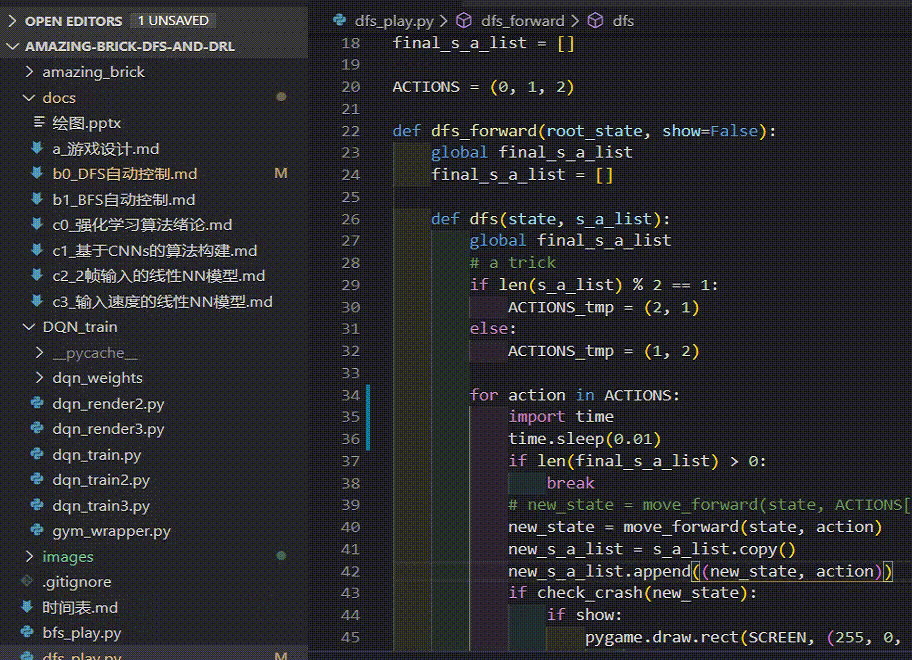 OPEN EDITORS 1 UNSAVED
AMAZING-BRICK-DFS-AND-DRL
amazing_brick
docs
绘图.pptx
a_游戏设计.md
b0_DFS自动控制.md M
b1_BFS自动控制.md
c0_强化学习算法绪论.md
c1_基于CNNs的算法构建.md
c2_2帧输入的线性NN模型.md
c3_输入速度的线性NN模型.md
DQN_train
__pycache__
dqn_weights
dqn_render2.py
dqn_render3.py
dqn_train.py
dqn_train2.py
dqn_train3.py
gym_wrapper.py
images
.gitignore
时间表.md
bfs_play.py
dfs_play.py M
dfs_play.py > dfs_forward > dfs
18 final_s_a_list = []
19
20 ACTIONS = (0, 1, 2)
21
22 def dfs_forward(root_state, show=False):
23 global final_s_a_list
24 final_s_a_list = []
25
26 def dfs(state, s_a_list):
27 global final_s_a_list
28 # a trick
29 if len(s_a_list) % 2 == 1:
30 ACTIONS_tmp = (2, 1)
31 else:
32 ACTIONS_tmp = (1, 2)
33
34 for action in ACTIONS:
35 import time
36 time.sleep(0.01)
37 if len(final_s_a_list) > 0:
38 break
39 # new_state = move_forward(state, ACTIONS[
40 new_state = move_forward(state, action)
41 new_s_a_list = s_a_list.copy()
42 new_s_a_list.append((new_state, action))
43 if check_crash(new_state):
44 if show:
45 pygame.draw.rect(SCREEN, (255, 0,